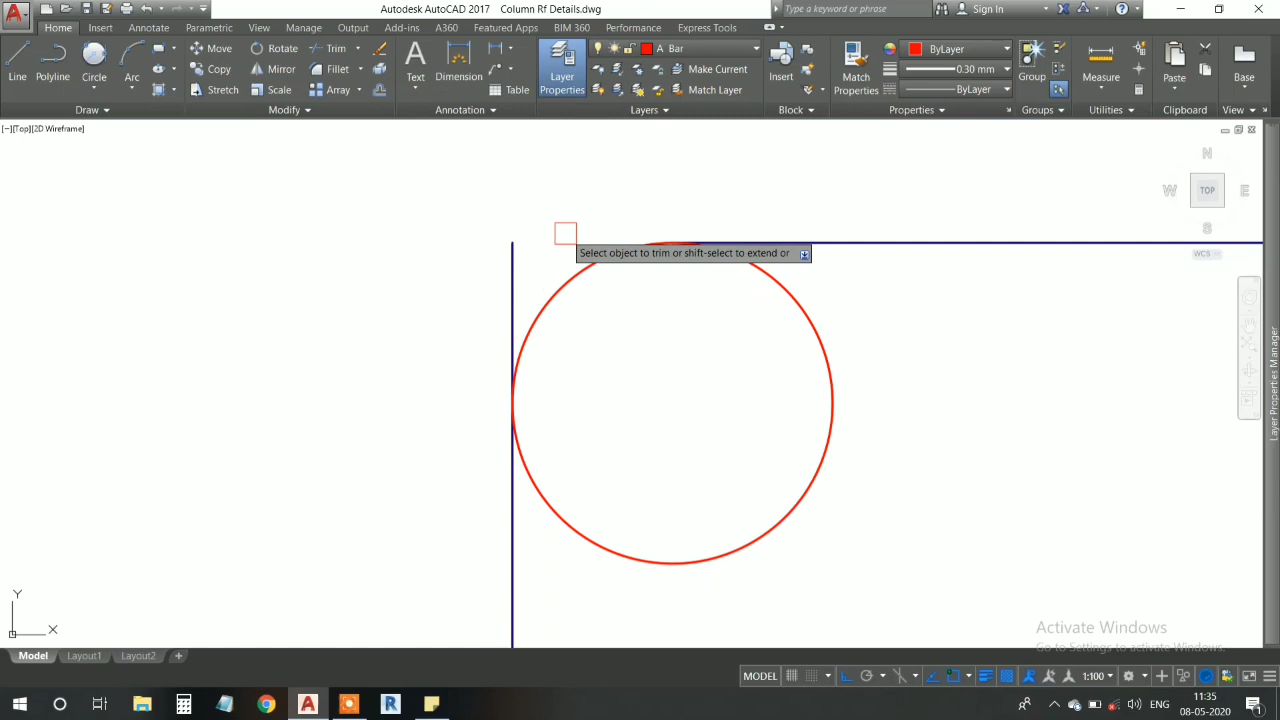 Autodesk AutoCAD 2017 Column Rf Details.dwg
Type a keyword or phrase
Sign In
Home Insert Annotate Parametric View Manage Output Add-ins A360 Featured Apps BIM 360 Performance Express Tools
Line Polyline Circle Arc
Move Rotate Trim
Copy Mirror Fillet
Stretch Scale Array
Text Dimension
Table
Layer
Properties
A Bar
Make Current
Match Layer
Insert
Match
Properties
ByLayer
0.30 mm
ByLayer
Group
Measure
Paste
Base
Draw Modify Annotation Layers Block Properties Groups Utilities Clipboard View
[−][Top][2D Wireframe]
N
W TOP E
S
WCS
Select object to trim or shift-select to extend or
Layer Properties Manager
Y
X
Activate Windows
Go to Settings to activate Windows.
Model Layout1 Layout2 +
MODEL 1:100
A R
11:35
08-05-2020
1